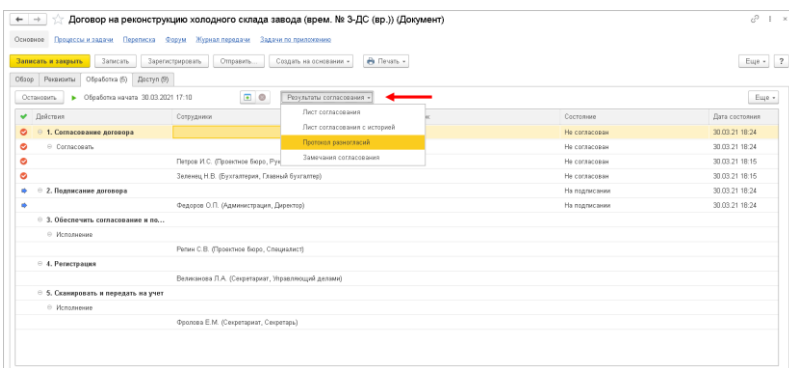 Договор на реконструкцию холодного склада завода (врем. № 3-ДС (вр.)) (Документ)
Основное Процессы и задачи Переписка Форум Журнал передачи Задачи по приложению
Записать и закрыть Записать Зарегистрировать Отправить... Создать на основании Печать Еще ?
Обзор Реквизиты Обработка (5) Доступ (9)
Остановить Обработка начата 30.03.2021 17:10 Результаты согласования Еще
Лист согласования
Лист согласования с историей
Протокол разногласий
Замечания согласования
Действия Сотрудники Состояние Дата состояния
1. Согласование договора Не согласован 30.03.21 18:24
Согласовать Не согласован 30.03.21 18:24
Петров И.С. (Проектное бюро, Рук Не согласован 30.03.21 18:15
Зеленец Н.В. (Бухгалтерия, Главный бухгалтер) Не согласован 30.03.21 18:15
2. Подписание договора На подписании 30.03.21 18:24
Федоров О.П. (Администрация, Директор) На подписании 30.03.21 18:24
3. Обеспечить согласование и по...
Исполнение
Репин С.В. (Проектное бюро, Специалист)
4. Регистрация
Великанова Л.А. (Секретариат, Управляющий делами)
5. Сканировать и передать на учет
Исполнение
Фролова Е.М. (Секретариат, Секретарь)